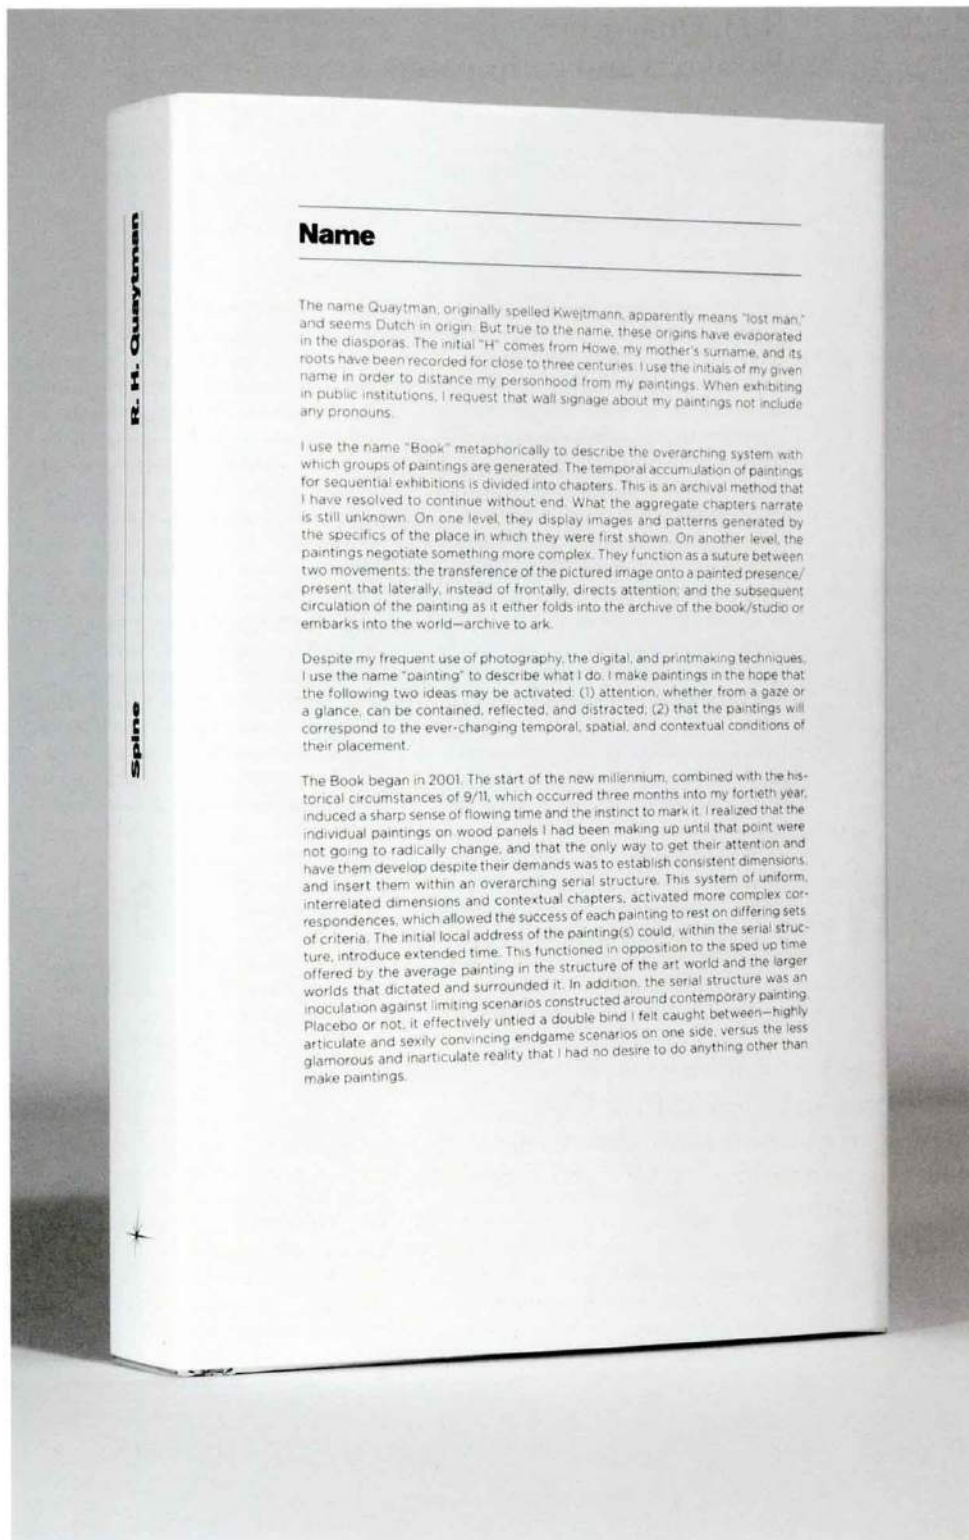 R. H. Quaytman
Spine
Name
The name Quaytman, originally spelled Kwejtmann, apparently means "lost man,"
and seems Dutch in origin. But true to the name, these origins have evaporated
in the diasporas. The initial "H" comes from Howe, my mother's surname, and its
roots have been recorded for close to three centuries. I use the initials of my given
name in order to distance my personhood from my paintings. When exhibiting
in public institutions, I request that wall signage about my paintings not include
any pronouns.
I use the name "Book" metaphorically to describe the overarching system with
which groups of paintings are generated. The temporal accumulation of paintings
for sequential exhibitions is divided into chapters. This is an archival method that
I have resolved to continue without end. What the aggregate chapters narrate
is still unknown. On one level, they display images and patterns generated by
the specifics of the place in which they were first shown. On another level, the
paintings negotiate something more complex. They function as a suture between
two movements: the transference of the pictured image onto a painted presence/
present that laterally, instead of frontally, directs attention; and the subsequent
circulation of the painting as it either folds into the archive of the book/studio or
embarks into the world—archive to ark.
Despite my frequent use of photography, the digital, and printmaking techniques,
I use the name "painting" to describe what I do. I make paintings in the hope that
the following two ideas may be activated: (1) attention, whether from a gaze or
a glance, can be contained, reflected, and distracted; (2) that the paintings will
correspond to the ever-changing temporal, spatial, and contextual conditions of
their placement.
The Book began in 2001. The start of the new millennium, combined with the his-
torical circumstances of 9/11, which occurred three months into my fortieth year,
induced a sharp sense of flowing time and the instinct to mark it. I realized that the
individual paintings on wood panels I had been making up until that point were
not going to radically change, and that the only way to get their attention and
have them develop despite their demands was to establish consistent dimensions,
and insert them within an overarching serial structure. This system of uniform,
interrelated dimensions and contextual chapters, activated more complex cor-
respondences, which allowed the success of each painting to rest on differing sets
of criteria. The initial local address of the painting(s) could, within the serial struc-
ture, introduce extended time. This functioned in opposition to the sped up time
offered by the average painting in the structure of the art world and the larger
worlds that dictated and surrounded it. In addition, the serial structure was an
inoculation against limiting scenarios constructed around contemporary painting.
Placebo or not, it effectively untied a double bind I felt caught between—highly
articulate and sexily convincing endgame scenarios on one side, versus the less
glamorous and inarticulate reality that I had no desire to do anything other than
make paintings.